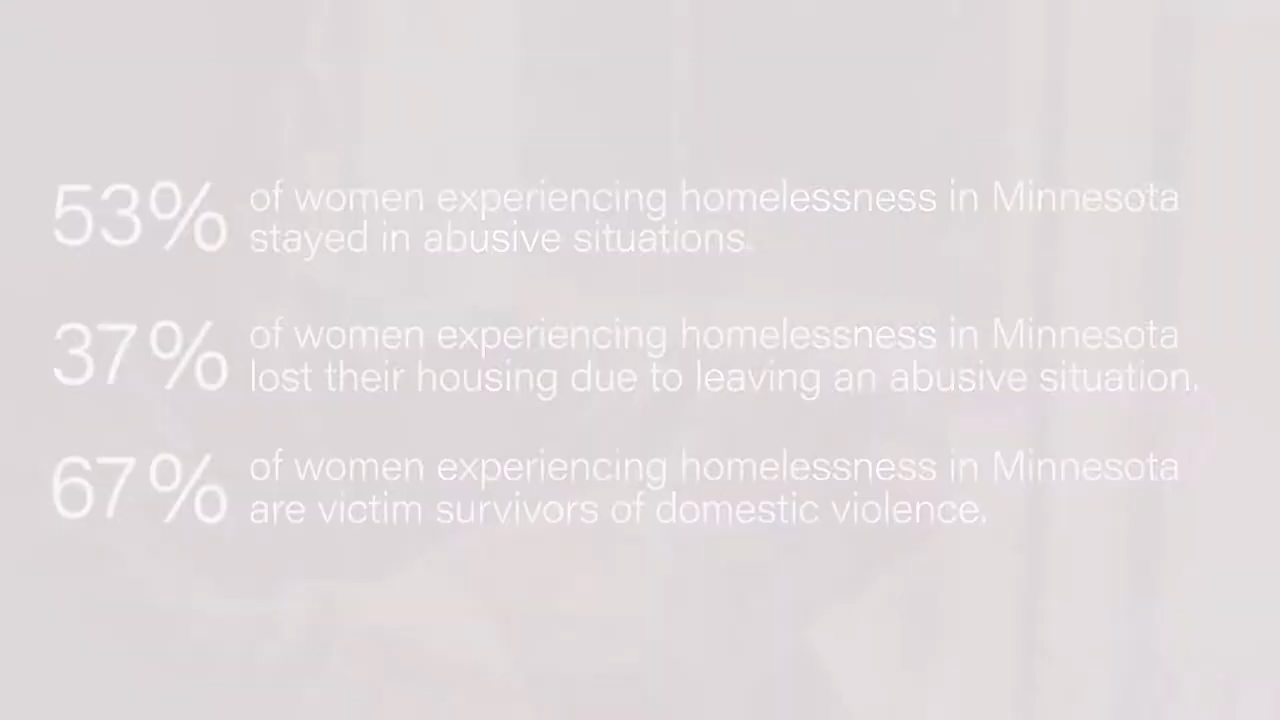 53% of women experiencing homelessness in Minnesota
stayed in abusive situations.
37% of women experiencing homelessness in Minnesota
lost their housing due to leaving an abusive situation.
67% of women experiencing homelessness in Minnesota
are victim survivors of domestic violence.